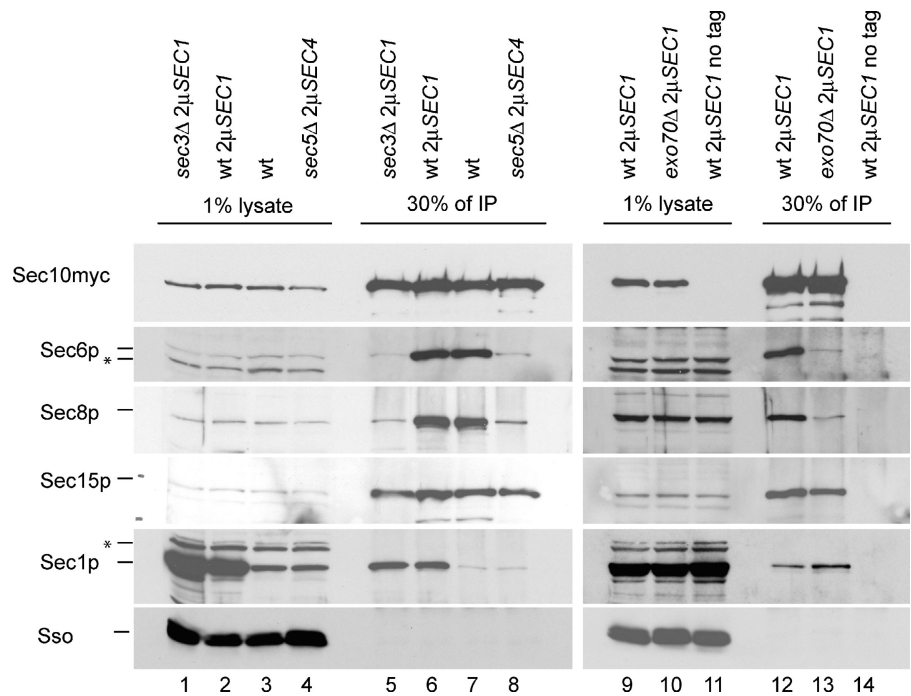 sec3Δ 2µSEC1
wt 2µSEC1
wt
sec5Δ 2µSEC4
sec3Δ 2µSEC1
wt 2µSEC1
wt
sec5Δ 2µSEC4
wt 2µSEC1
exo70Δ 2µSEC1
wt 2µSEC1 no tag
wt 2µSEC1
exo70Δ 2µSEC1
wt 2µSEC1 no tag
1% lysate 30% of IP 1% lysate 30% of IP
Sec10myc
Sec6p
*
Sec8p
Sec15p
*
Sec1p
Sso
1 2 3 4 5 6 7 8 9 10 11 12 13 14